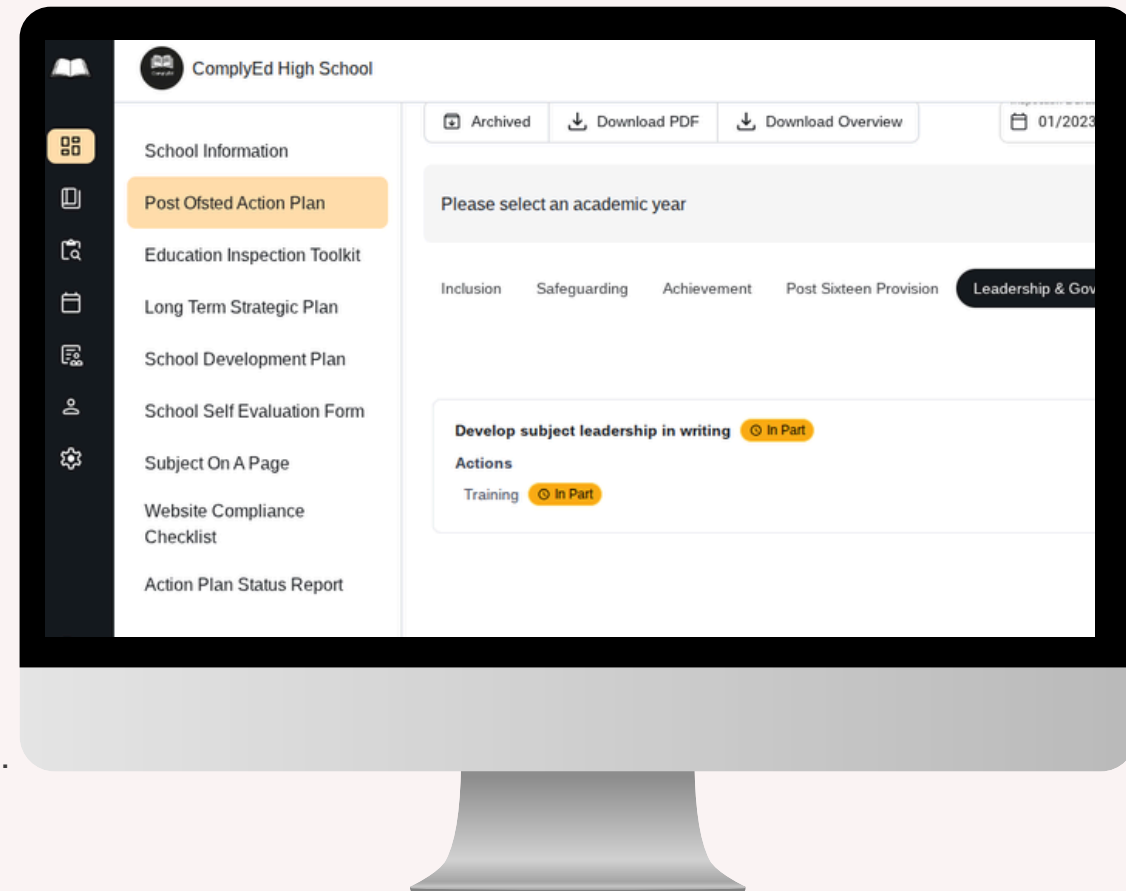 ComplyEd High School
School Information
Post Ofsted Action Plan
Education Inspection Toolkit
Long Term Strategic Plan
School Development Plan
School Self Evaluation Form
Subject On A Page
Website Compliance
Checklist
Action Plan Status Report
Archived
Download PDF
Download Overview
01/2023
Please select an academic year
Inclusion
Safeguarding
Achievement
Post Sixteen Provision
Leadership & Gov
Develop subject leadership in writing In Part
Actions
Training In Part
.